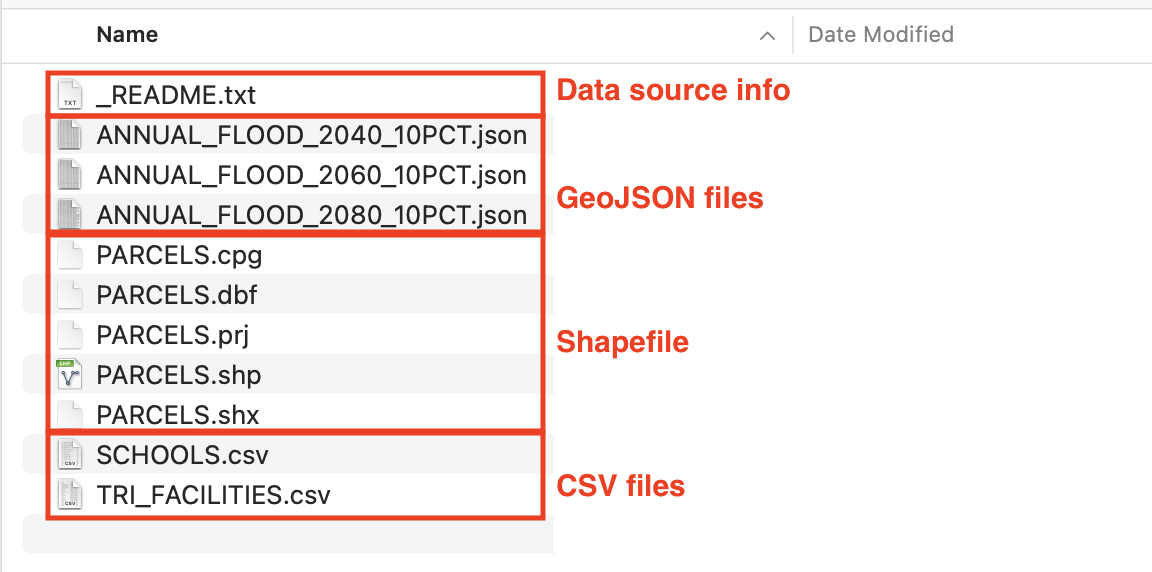 Name
Date Modified
_README.txt
Data source info
ANNUAL_FLOOD_2040_10PCT.json
ANNUAL_FLOOD_2060_10PCT.json
ANNUAL_FLOOD_2080_10PCT.json
GeoJSON files
PARCELS.cpg
PARCELS.dbf
PARCELS.prj
PARCELS.shp
PARCELS.shx
Shapefile
SCHOOLS.csv
TRI_FACILITIES.csv
CSV files
TXT
SHP
CSV
CSV